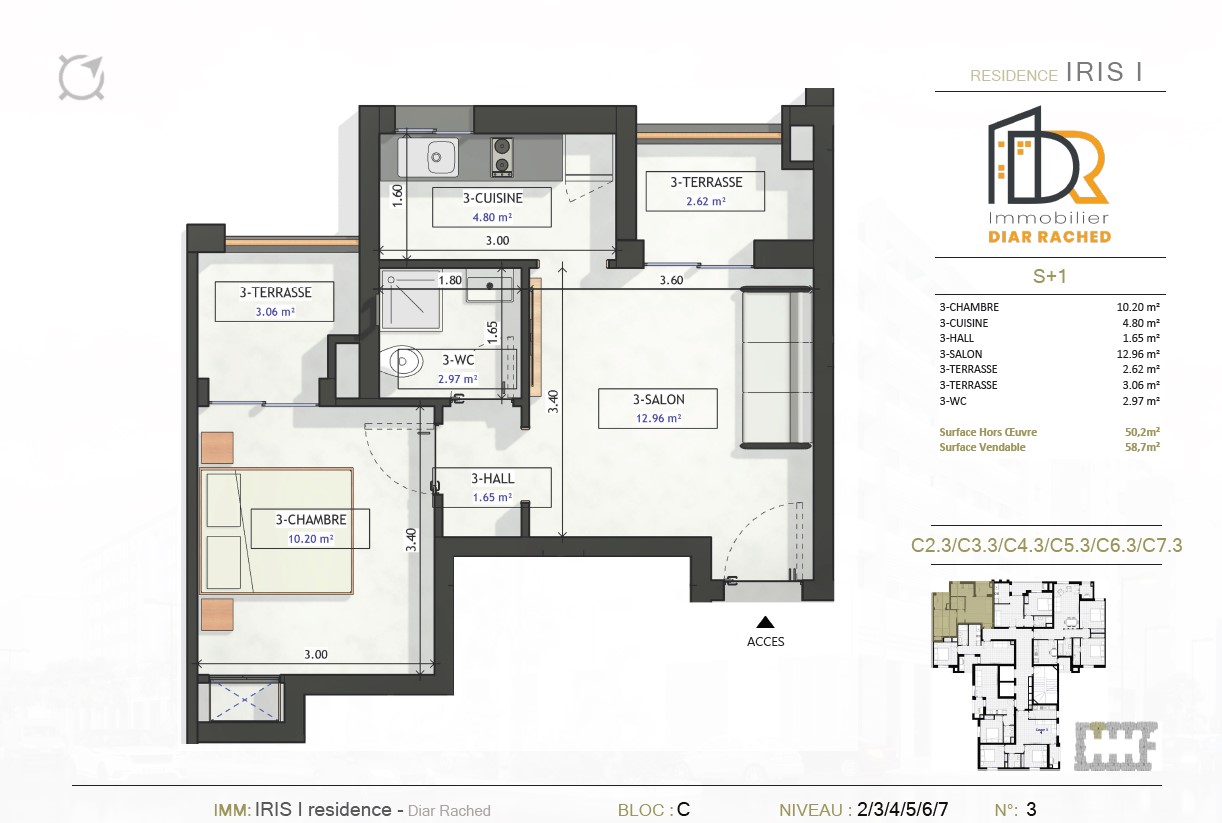 RESIDENCE IRIS I
Immobilier
DIAR RACHED
S+1
3-CHAMBRE 10.20 m²
3-CUISINE 4.80 m²
3-HALL 1.65 m²
3-SALON 12.96 m²
3-TERRASSE 2.62 m²
3-TERRASSE 3.06 m²
3-WC 2.97 m²
Surface Hors Œuvre 50,2m²
Surface Vendable 58,7m²
C2.3/C3.3/C4.3/C5.3/C6.3/C7.3
3-CUISINE
4.80 m²
1.60
3.00
3-TERRASSE
2.62 m²
3-TERRASSE
3.06 m²
1.80
3.60
1.65
3-WC
2.97 m²
3.40
3-SALON
12.96 m²
3-HALL
1.65 m²
3-CHAMBRE
10.20 m²
3.40
3.00
ACCES
IMM: IRIS I residence - Diar Rached BLOC : C NIVEAU : 2/3/4/5/6/7 N°: 3